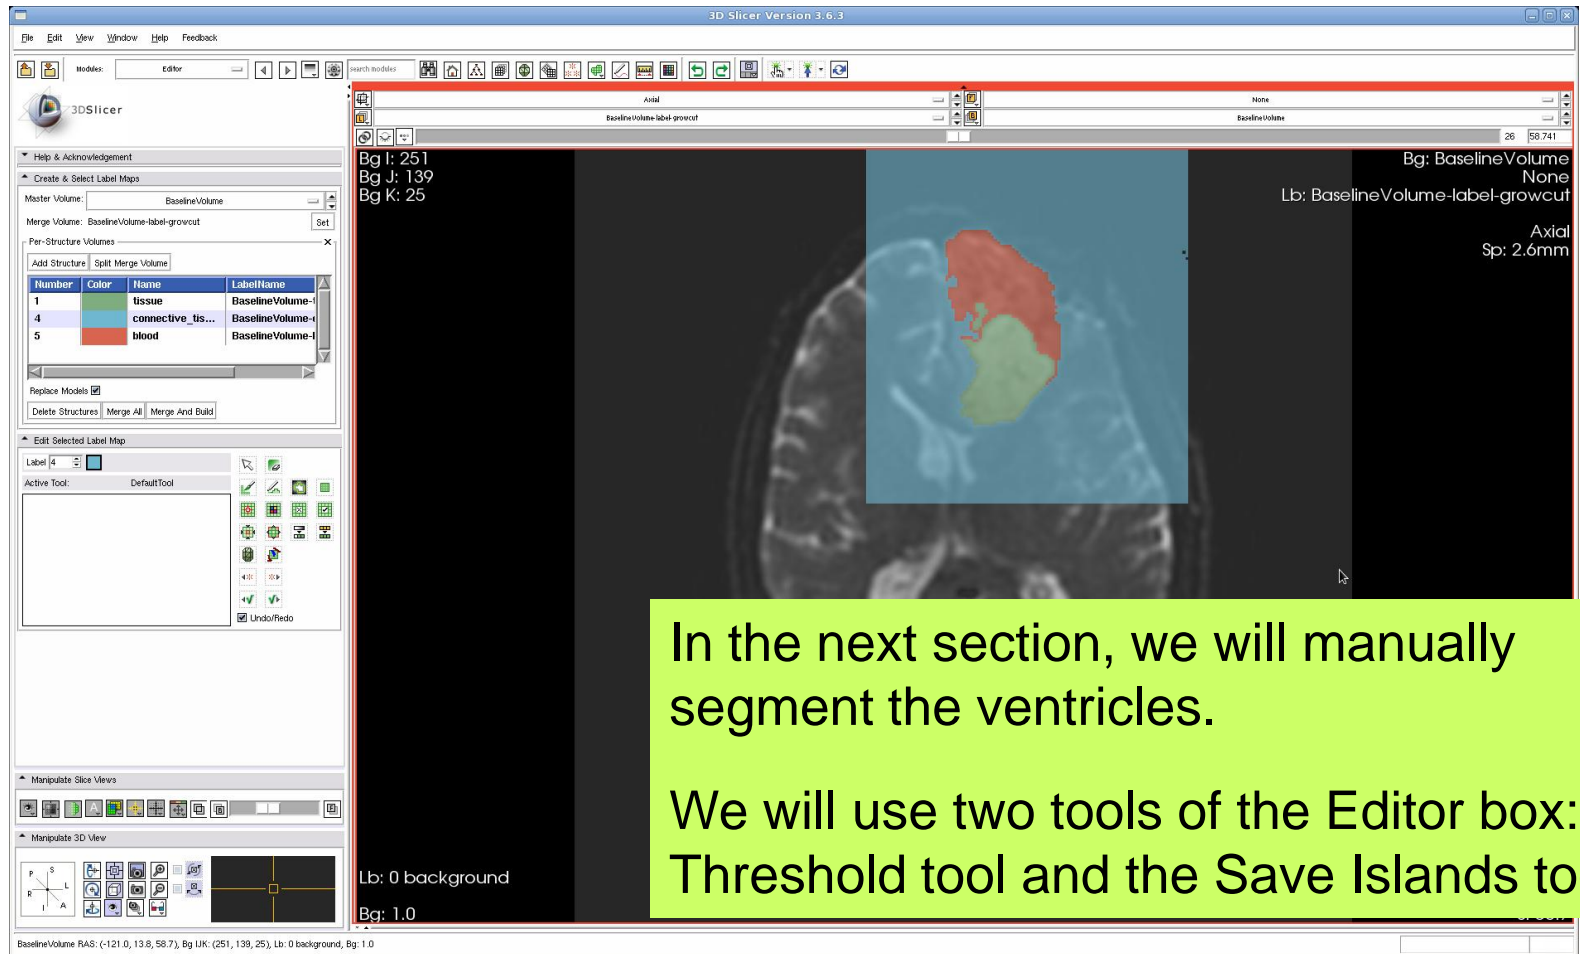 3D Slicer Version 3.6.3
File Edit View Window Help Feedback
Modules: Editor search modules
3DSlicer
Axial None
BaselineVolume-label-growcut BaselineVolume
26 58.741
Help & Acknowledgement
Create & Select Label Maps
Master Volume: BaselineVolume
Merge Volume: BaselineVolume-label-growcut Set
Per-Structure Volumes
Add Structure Split Merge Volume
Number Color Name LabelName
1 tissue BaselineVolume-t
4 connective_tis... BaselineVolume-c
5 blood BaselineVolume-l
Replace Models
Delete Structures Merge All Merge And Build
Edit Selected Label Map
Label 4
Active Tool: DefaultTool
Undo/Redo
Manipulate Slice Views
Manipulate 3D View
P S
R L
I A
Bg I: 251
Bg J: 139
Bg K: 25
Bg: BaselineVolume
None
Lb: BaselineVolume-label-growcut
Axial
Sp: 2.6mm
In the next section, we will manually
segment the ventricles.
We will use two tools of the Editor box:
Threshold tool and the Save Islands to
Lb: 0 background
Bg: 1.0
BaselineVolume RAS: (-121.0, 13.8, 58.7), Bg IJK: (251, 139, 25), Lb: 0 background, Bg: 1.0